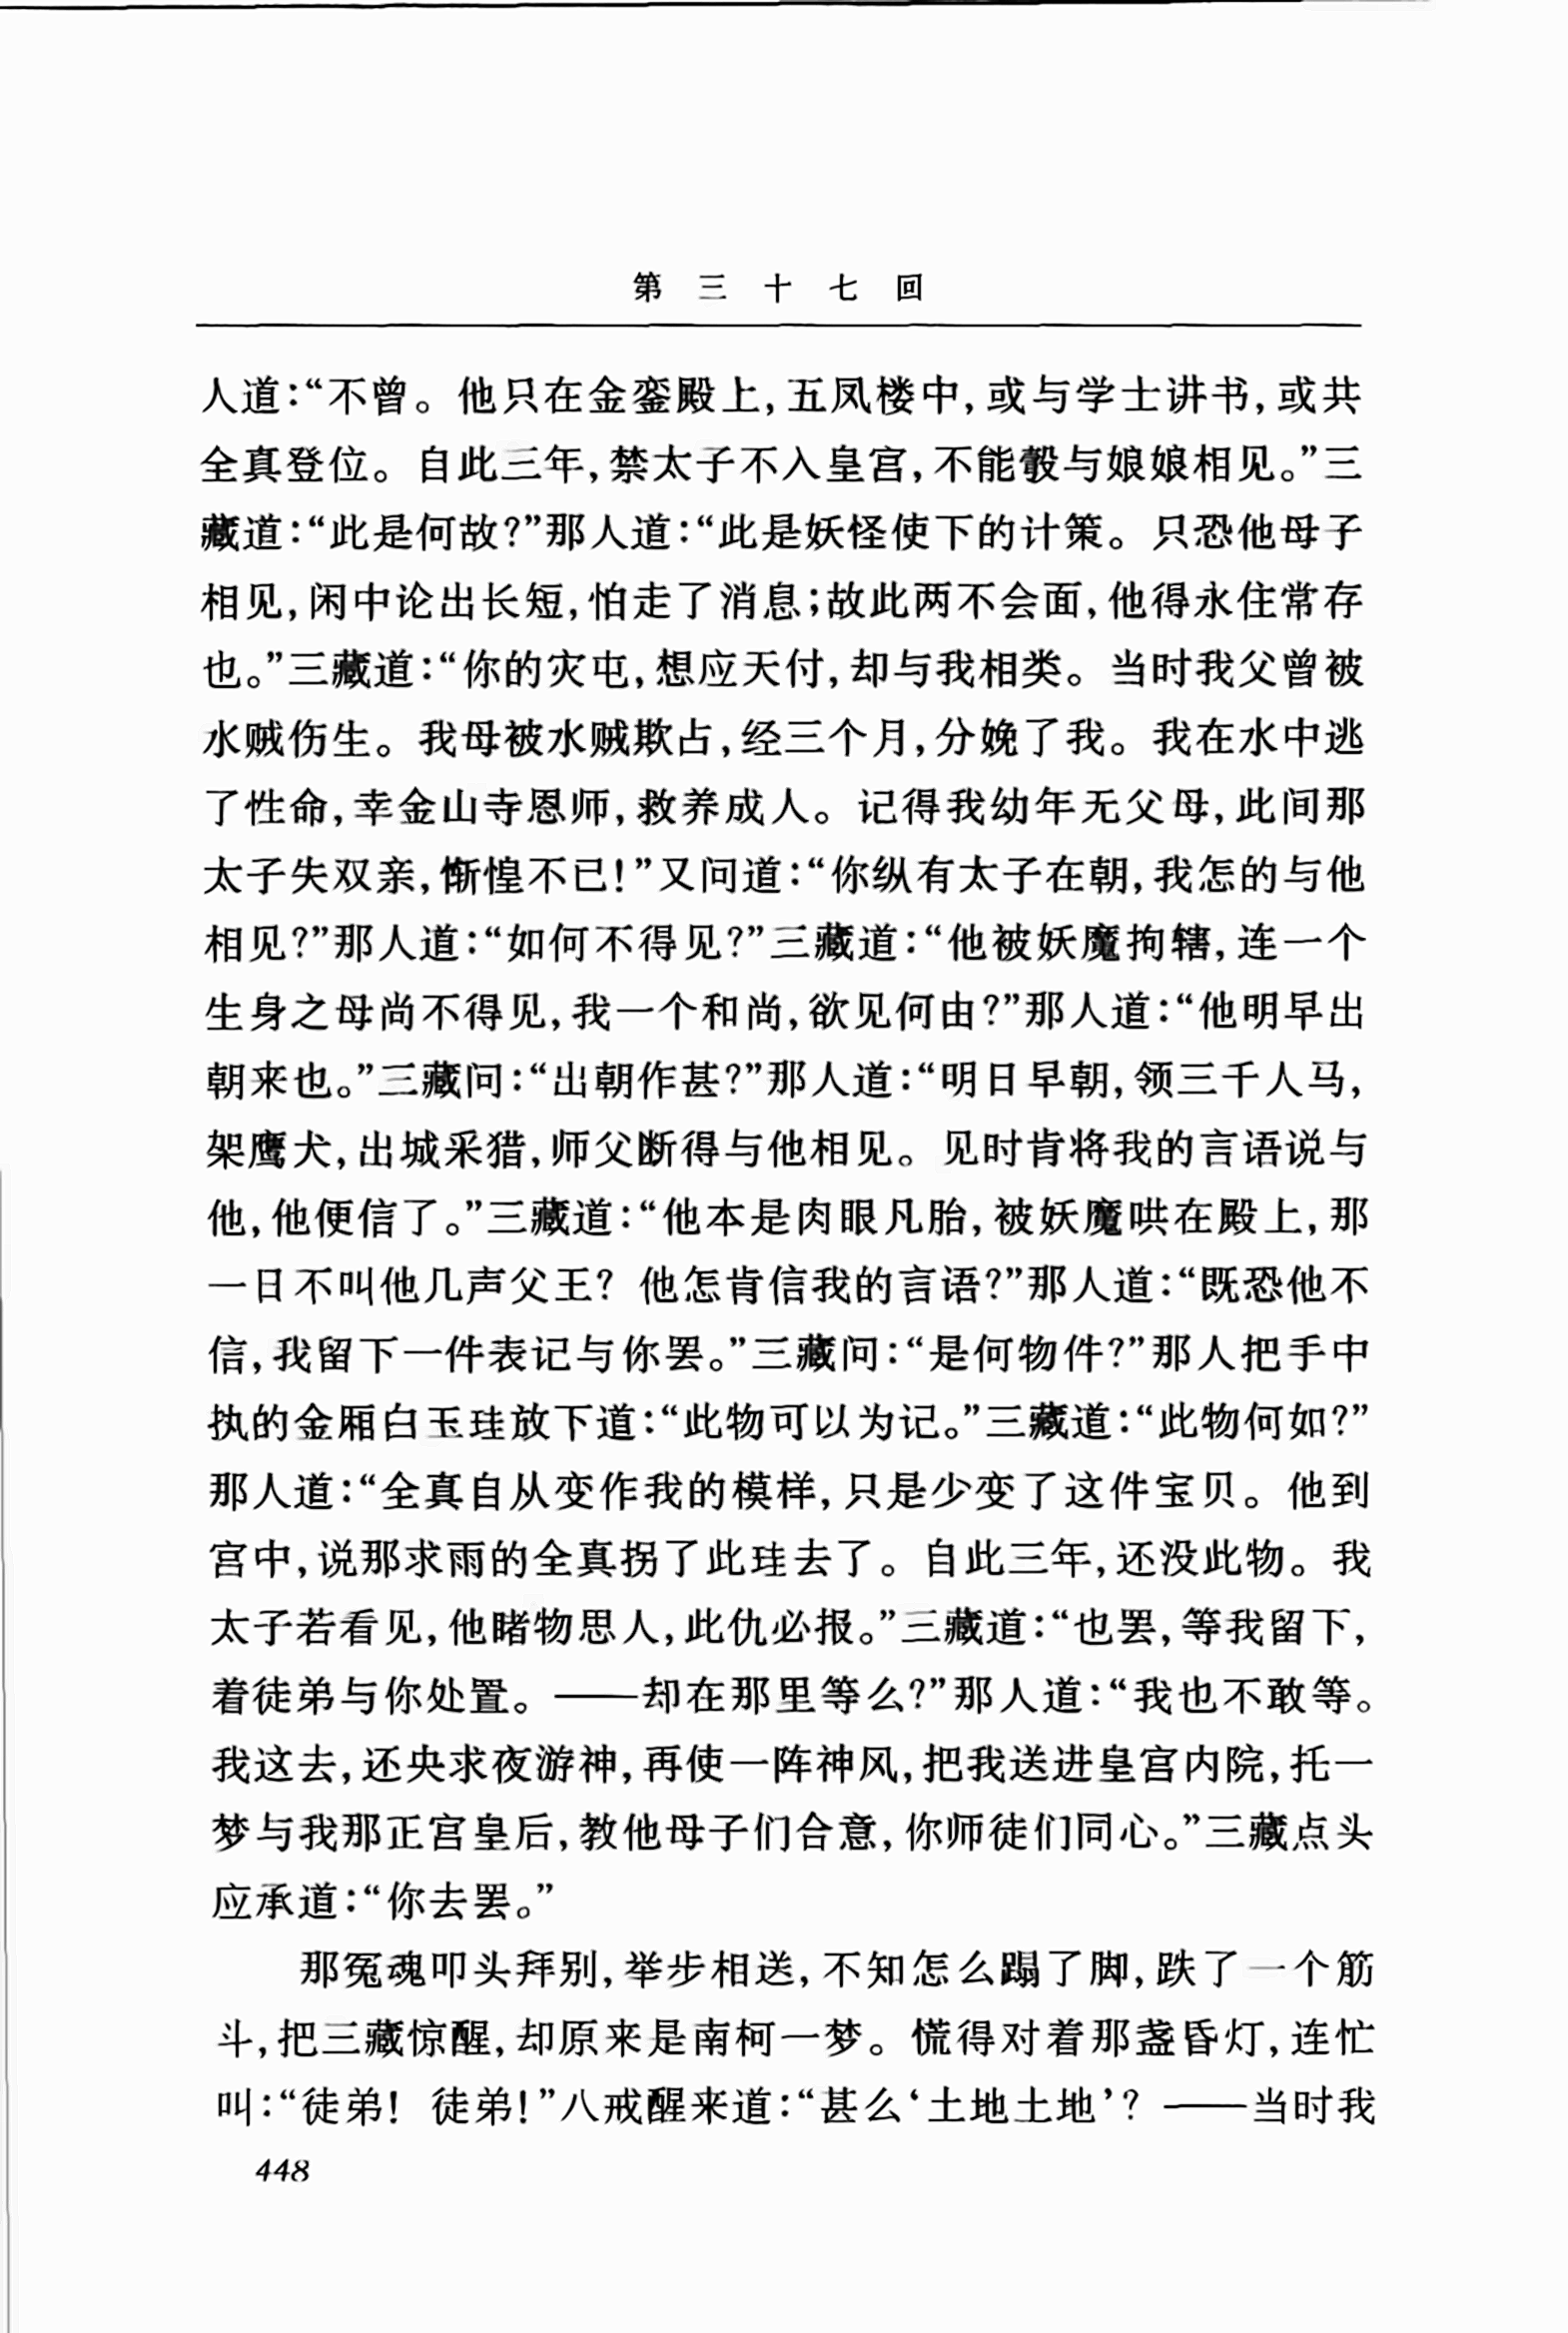 第三十七回
人道：“不曾。他只在金銮殿上，五凤楼中，或与学士讲书，或共
全真登位。自此三年，禁太子不入皇宫，不能彀与娘娘相见。”三
藏道：“此是何故？”那人道：“此是妖怪使下的计策。只恐他母子
相见，闲中论出长短，怕走了消息；故此两不会面，他得永住常存
也。”三藏道：“你的灾屯，想应天付，却与我相类。当时我父曾被
水贼伤生。我母被水贼欺占，经三个月，分娩了我。我在水中逃
了性命，幸金山寺恩师，救养成人。记得我幼年无父母，此间那
太子失双亲，惭惶不已！”又问道：“你纵有太子在朝，我怎的与他
相见？”那人道：“如何不得见？”三藏道：“他被妖魔拘辖，连一个
生身之母尚不得见，我一个和尚，欲见何由？”那人道：“他明早出
朝来也。”三藏问：“出朝作甚？”那人道：“明日早朝，领三千人马，
架鹰犬，出城采猎，师父断得与他相见。见时肯将我的言语说与
他，他便信了。”三藏道：“他本是肉眼凡胎，被妖魔哄在殿上，那
一日不叫他几声父王？他怎肯信我的言语？”那人道：“既恐他不
信，我留下一件表记与你罢。”三藏问：“是何物件？”那人把手中
执的金厢白玉珪放下道：“此物可以为记。”三藏道：“此物何如？”
那人道：“全真自从变作我的模样，只是少变了这件宝贝。他到
宫中，说那求雨的全真拐了此珪去了。自此三年，还没此物。我
太子若看见，他睹物思人，此仇必报。”三藏道：“也罢，等我留下，
着徒弟与你处置。——却在那里等么？”那人道：“我也不敢等。
我这去，还央求夜游神，再使一阵神风，把我送进皇宫内院，托一
梦与我那正宫皇后，教他母子们合意，你师徒们同心。”三藏点头
应承道：“你去罢。”
那冤魂叩头拜别，举步相送，不知怎么蹋了脚，跌了一个筋
斗，把三藏惊醒，却原来是南柯一梦。慌得对着那盏昏灯，连忙
叫：“徒弟！徒弟！”八戒醒来道：“甚么‘土地土地’？——当时我
448